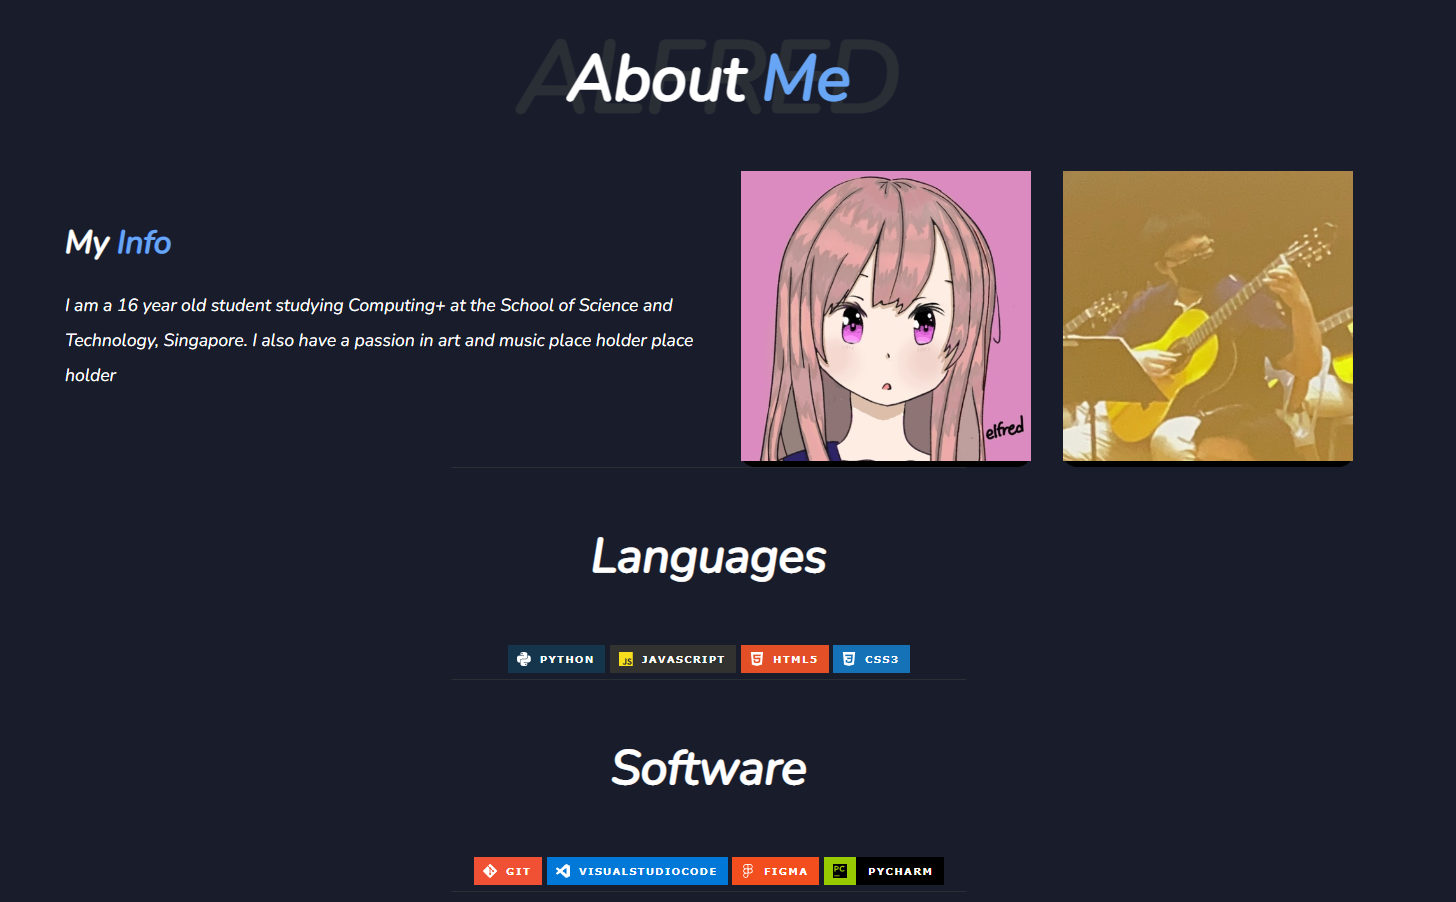 ALFRED
About Me
My Info
I am a 16 year old student studying Computing+ at the School of Science and
Technology, Singapore. I also have a passion in art and music place holder place
holder
elfred
Languages
PYTHON JS JAVASCRIPT HTML5 CSS3
Software
GIT VISUALSTUDIOCODE FIGMA PC PYCHARM